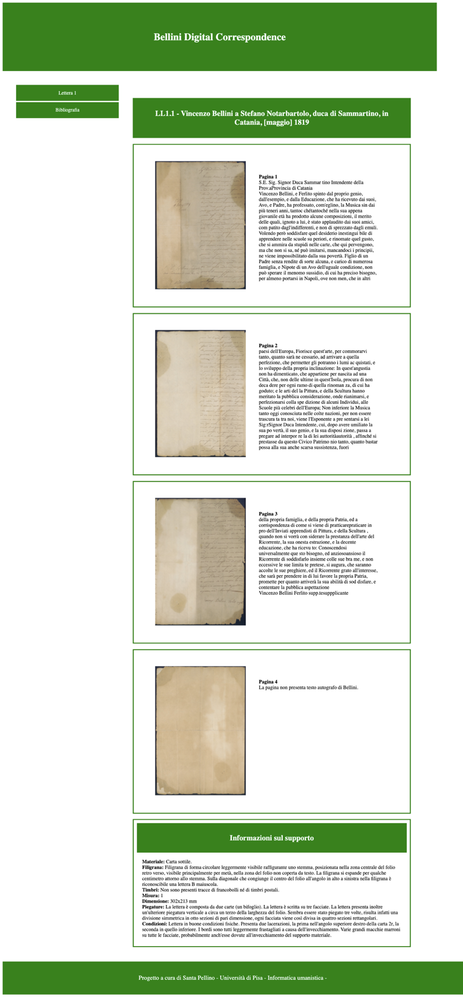 Bellini Digital Correspondence
Lettera 1
Bibliografia
LL1.1 - Vincenzo Bellini a Stefano Notarbartolo, duca di Sammartino, in
Catania, [maggio] 1819
Pagina 1
S.E. Sig. Signor Duca Sammar tino Intendente della
Prov.aProvincia di Catania
Vincenzo Bellini, e Ferlito spinto dal proprio genio,
dall'esempio, e dalla Educazione, che ha ricevuto dai suoi,
Avo, e Padre, ha professato, com'eglino, la Musica sin dai
più teneri anni, tantoc chétantoché nella sua appena
giovanile età ha prodotto alcune composizioni, il merito
delle quali, ignoto a lui, è stato applaudito dai suoi amici,
com patito dagl'indifferenti, e non di sprezzato dagli emuli.
Volendo però soddisfare quel desiderio inestingui bile di
apprendere nelle scuole su periori, e rinomate quel gusto,
che si ammira da stupidi nelle carte, che qui pervengono,
ma che non si sa, né può imitarsi, mancandoci i principii,
ne viene impossibilitato dalla sua povertà. Figlio di un
Padre senza rendite di sorte alcuna, e carico di numerosa
famiglia, e Nipote di un Avo dell'uguale condizione, non
può sperare il menomo sussidio, di cui ha preciso bisogno,
per almeno portarsi in Napoli, ove non men, che in altri
Pagina 2
paesi dell'Europa, Fiorisce quest'arte, per commorarvi
tanto, quanto sarà ne cessario, ad arrivare a quella
perfezione, che permetter gli potranno i lumi ac quistati, e
lo sviluppo della propria inclinazione: In quest'angustia
non ha dimenticato, che appartiene per nascita ad una
Città, che, non delle ultime in quest'Isola, procura di non
deca dere per ogni ramo di quella rinoman za, di cui ha
goduto; e le arti del la Pittura, e della Scultura hanno
meritato la pubblica considerazione, onde rianimarsi, e
perfezionarsi colla spe dizione di alcuni Individui, alle
Scuole più celebri dell'Europa; Non inferiore la Musica
tanto oggi conosciuta nelle colte nazioni, per non essere
trascura ta tra noi, viene l'Esponente a pre sentarsi a lei
Sig:rSignor Duca Intendente, cui, dopo avere umiliato la
sua po vertà, il suo genio, e la sua disposi zione, passa a
pregare ad interpor re la di lei auttoritàautorità , affinché si
prestasse da questo Civico Patrimo nio tanto, quanto bastar
possa alla sua anche scarsa sussistenza, fuori
Pagina 3
della propria famiglia, e della propria Patria, ed a
corrispondenza di come si viene di pratticarepraticare in
pro dell'Inviati apprendisti di Pittura, e della Scultura ,
quando non si vorrà con siderare la prestanza dell'arte del
Ricorrente, la sua onesta estrazione, e la decente
educazione, che ha ricevu to: Conoscendosi
universalmente que sto bisogno, ed anziosoansioso il
Ricorrente di soddisfarlo insieme colle sue bra me, e non
eccessive le sue limita te pretese, si augura, che saranno
accolte le sue preghiere, ed il Ricorrente grato all'interesse,
che sarà per prendere in di lui favore la propria Patria,
promette per quanto arriverà la sua abilità di sod disfare, e
contentare la pubblica aspettazione
Vincenzo Bellini Ferlito supp.tesuppplicante
Pagina 4
La pagina non presenta testo autografo di Bellini.
Informazioni sul supporto
Materiale: Carta sottile.
Filigrana: Filigrana di forma circolare leggermente visibile raffigurante uno stemma, posizionata nella zona centrale del folio
retro verso, visibile principalmente per metà, nella zona del folio non coperta da testo. La filigrana si espande per qualche
centimetro attorno allo stemma. Sulla diagonale che congiunge il centro del folio all'angolo in alto a sinistra nella filigrana è
riconoscibile una lettera B maiuscola.
Timbri: Non sono presenti tracce di francobolli né di timbri postali.
Misura: 1
Dimensione: 302x213 mm
Piegature: La lettera è composta da due carte (un bifoglio). La lettera è scritta su tre facciate. La lettera presenta inoltre
un'ulteriore piegatura verticale a circa un terzo della larghezza del folio. Sembra essere stato piegato tre volte, risulta infatti una
divisione simmetrica in otto sezioni di pari dimensione, ogni facciata viene così divisa in quattro sezioni rettangolari.
Condizioni: Lettera in buone condizioni fisiche. Presenta due lacerazioni, la prima nell'angolo superiore destro della carta 2r, la
seconda in quello inferiore. I bordi sono tutti leggermente frastagliati a causa dell'invecchiamento. Varie grandi macchie marroni
su tutte le facciate, probabilmente anch'esse dovute all'invecchiamento del supporto materiale.
Progetto a cura di Santa Pellino - Università di Pisa - Informatica umanistica -